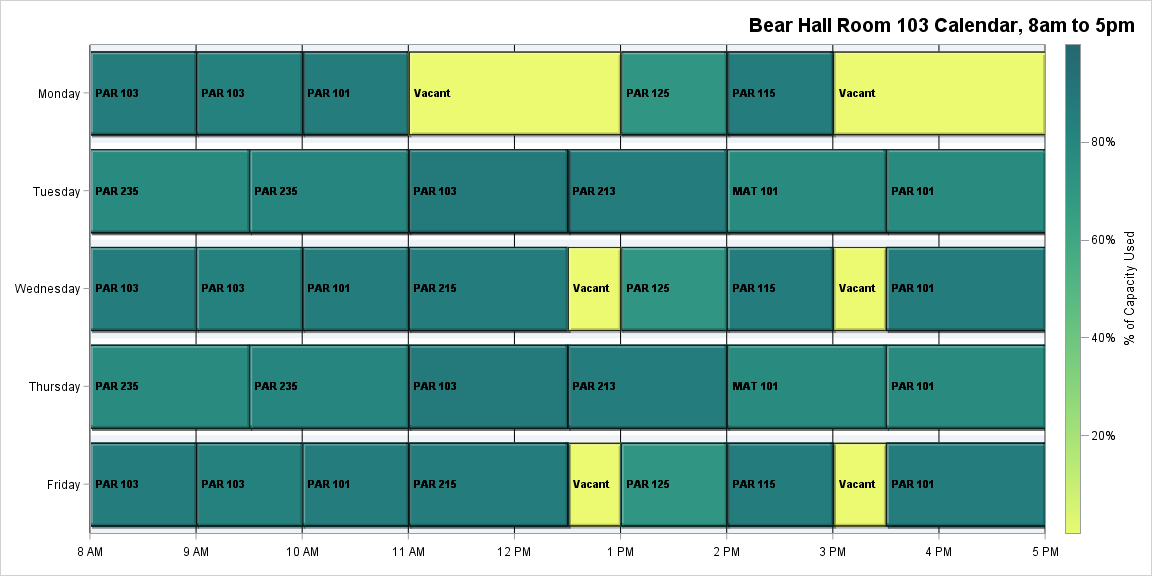 Bear Hall Room 103 Calendar, 8am to 5pm
Monday
PAR 103
PAR 103
PAR 101
Vacant
PAR 125
PAR 115
Vacant
Tuesday
PAR 235
PAR 235
PAR 103
PAR 213
MAT 101
PAR 101
Wednesday
PAR 103
PAR 103
PAR 101
PAR 215
Vacant
PAR 125
PAR 115
Vacant
PAR 101
Thursday
PAR 235
PAR 235
PAR 103
PAR 213
MAT 101
PAR 101
Friday
PAR 103
PAR 103
PAR 101
PAR 215
Vacant
PAR 125
PAR 115
Vacant
PAR 101
8 AM
9 AM
10 AM
11 AM
12 PM
1 PM
2 PM
3 PM
4 PM
5 PM
80%
60%
40%
20%
% of Capacity Used